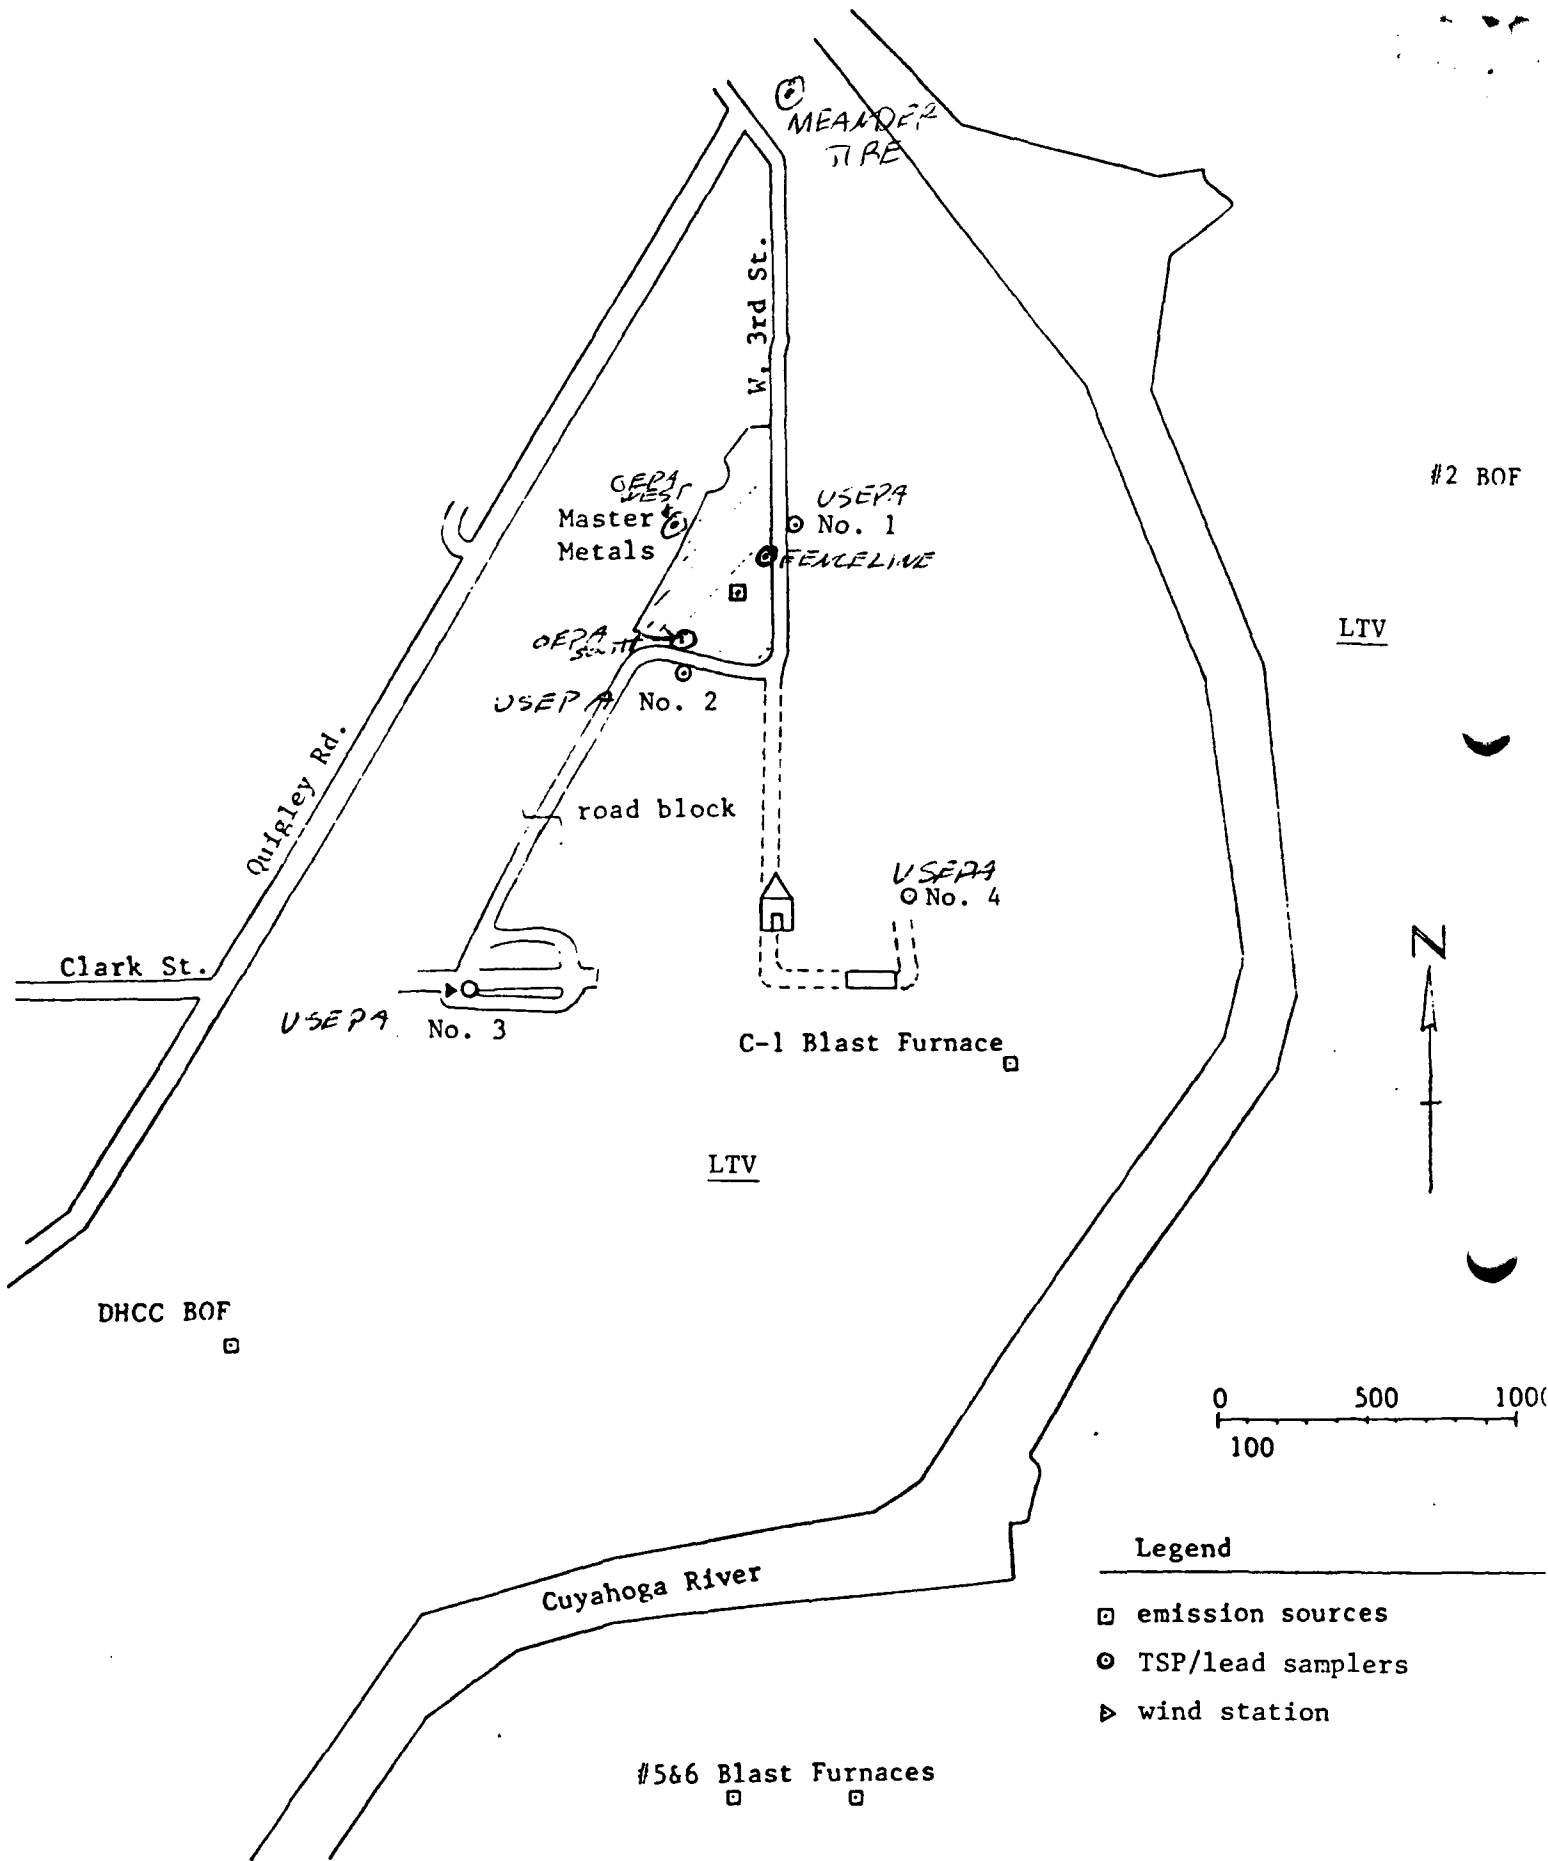 MEANDER
TIRE
W. 3rd St.
#2 BOF
OEPA
WEST
USEPA
Master
No. 1
Metals
FENCELINE
LTV
OEPA
SOUTH
USEPA No. 2
Quigley Rd.
road block
USEPA
No. 4
N
Clark St.
USEPA No. 3
C-1 Blast Furnace
LTV
DHCC BOF
0 500 100
100
Legend
Cuyahoga River
emission sources
TSP/lead samplers
wind station
#5&6 Blast Furnaces